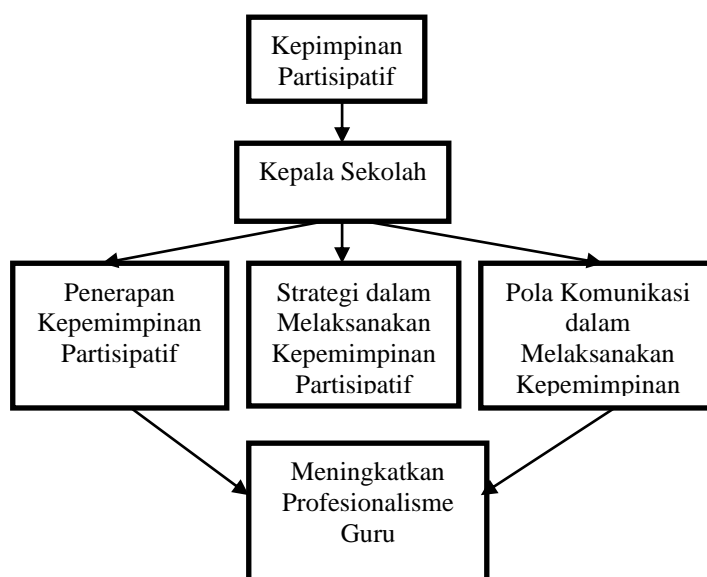 Kepimpinan
Partisipatif
Kepala Sekolah
Penerapan
Kepemimpinan
Partisipatif
Strategi dalam
Melaksanakan
Kepemimpinan
Partisipatif
Pola Komunikasi
dalam
Melaksanakan
Kepemimpinan
Meningkatkan
Profesionalisme
Guru